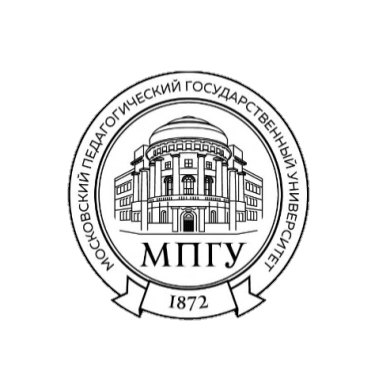 МОСКОВСКИЙ ПЕДАГОГИЧЕСКИЙ ГОСУДАРСТВЕННЫЙ УНИВЕРСИТЕТ
МПГУ
1872